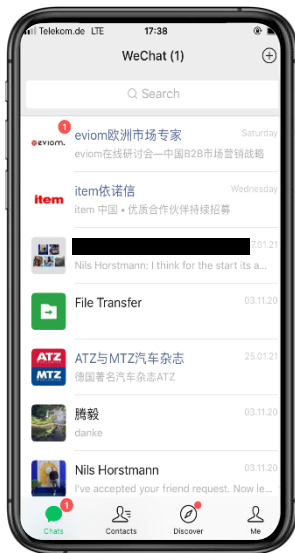 Telekom.de LTE 17:38
WeChat (1)
Search
1
eviom.
eviom欧洲市场专家 Saturday
eviom在线研讨会—中国B2B市场营销战略
item
item依诺信 Wednesday
item 中国 • 优质合作伙伴持续招募
7.01.21
Nils Horstmann: I think for the start its a...
File Transfer 03.11.20
ATZ
MTZ
ATZ与MTZ汽车杂志 25.01.21
德国著名汽车杂志ATZ
腾毅 03.11.20
danke
Nils Horstmann 03.11.20
I've accepted your friend request. Now le...
1
Chats Contacts Discover Me